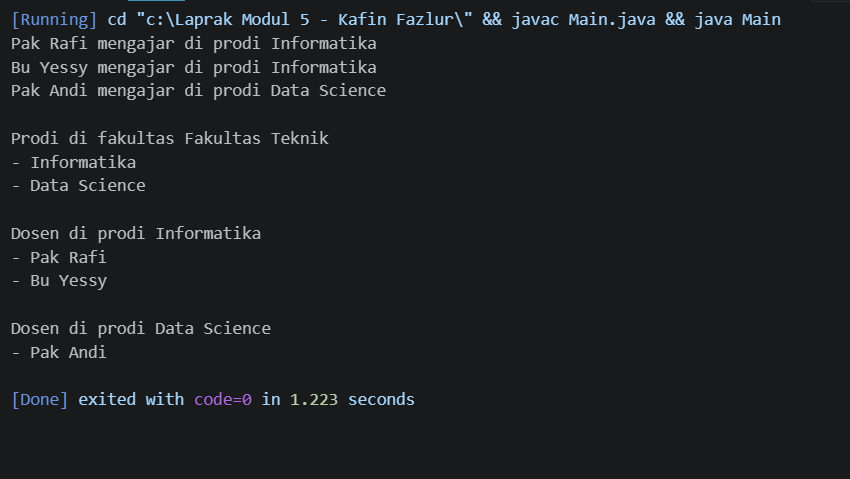 [Running] cd "c:\Laprak Modul 5 - Kafin Fazlur\" && javac Main.java && java Main
Pak Rafi mengajar di prodi Informatika
Bu Yessy mengajar di prodi Informatika
Pak Andi mengajar di prodi Data Science
Prodi di fakultas Fakultas Teknik
- Informatika
- Data Science
Dosen di prodi Informatika
- Pak Rafi
- Bu Yessy
Dosen di prodi Data Science
- Pak Andi
[Done] exited with code=0 in 1.223 seconds